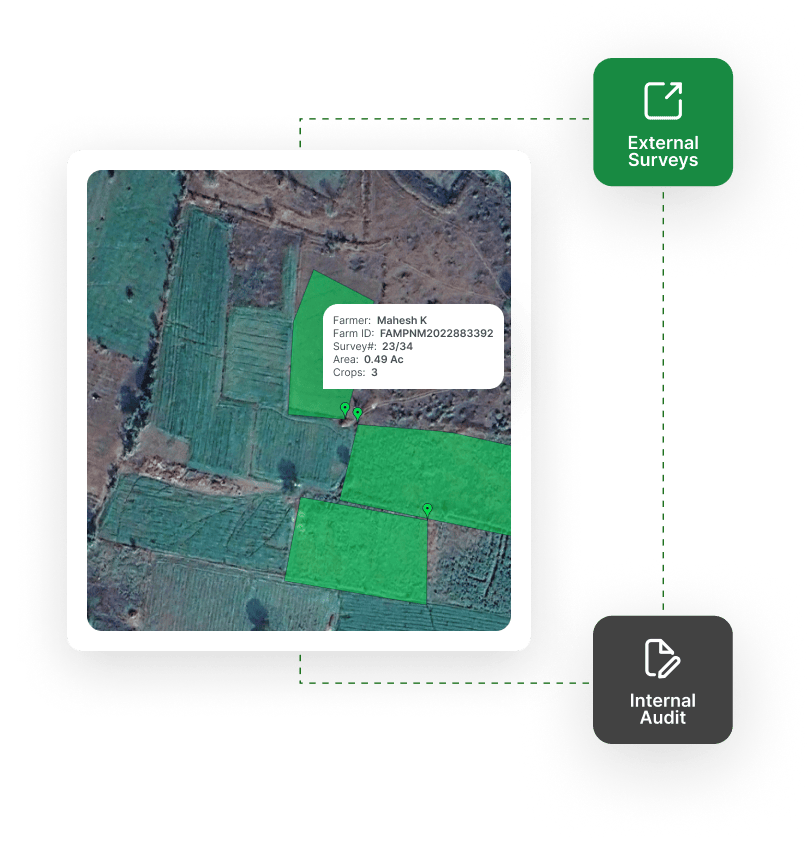 External
Surveys
Farmer: Mahesh K
Farm ID: FAMPNM2022883392
Survey#: 23/34
Area: 0.49 Ac
Crops: 3
Internal
Audit